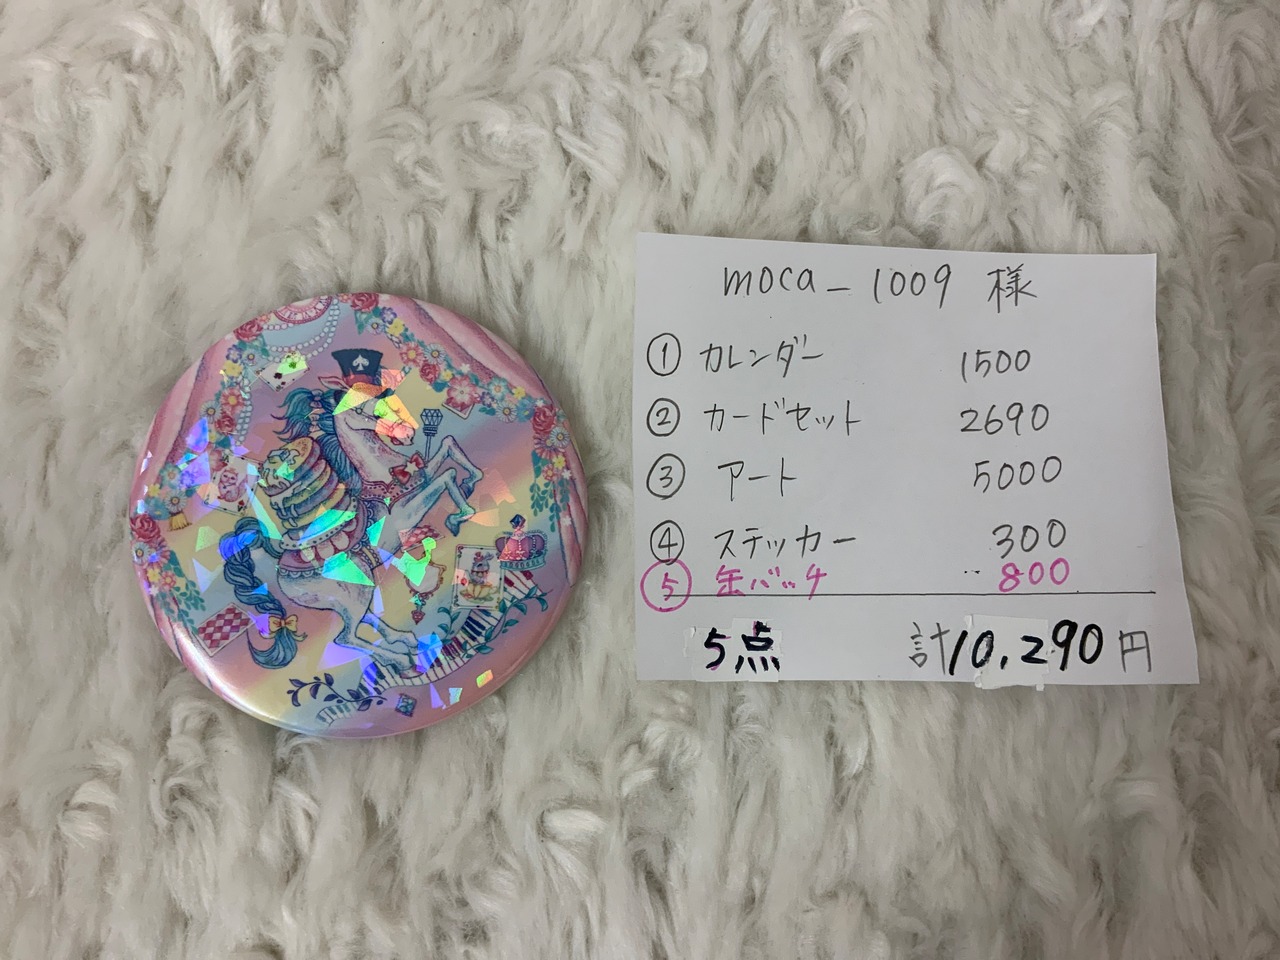 moca_1009 様
① カレンダー 1500
② カードセット 2690
③ アート 5000
④ ステッカー 300
⑤ 缶バッチ 800
5点 計10,290円